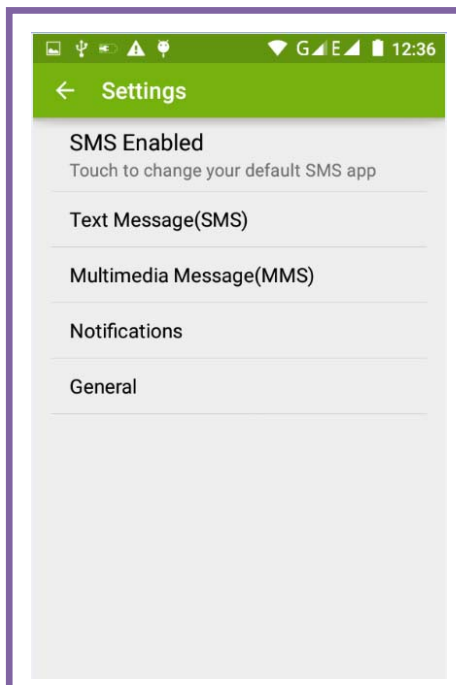 G E 12:36
Settings
SMS Enabled
Touch to change your default SMS app
Text Message(SMS)
Multimedia Message(MMS)
Notifications
General